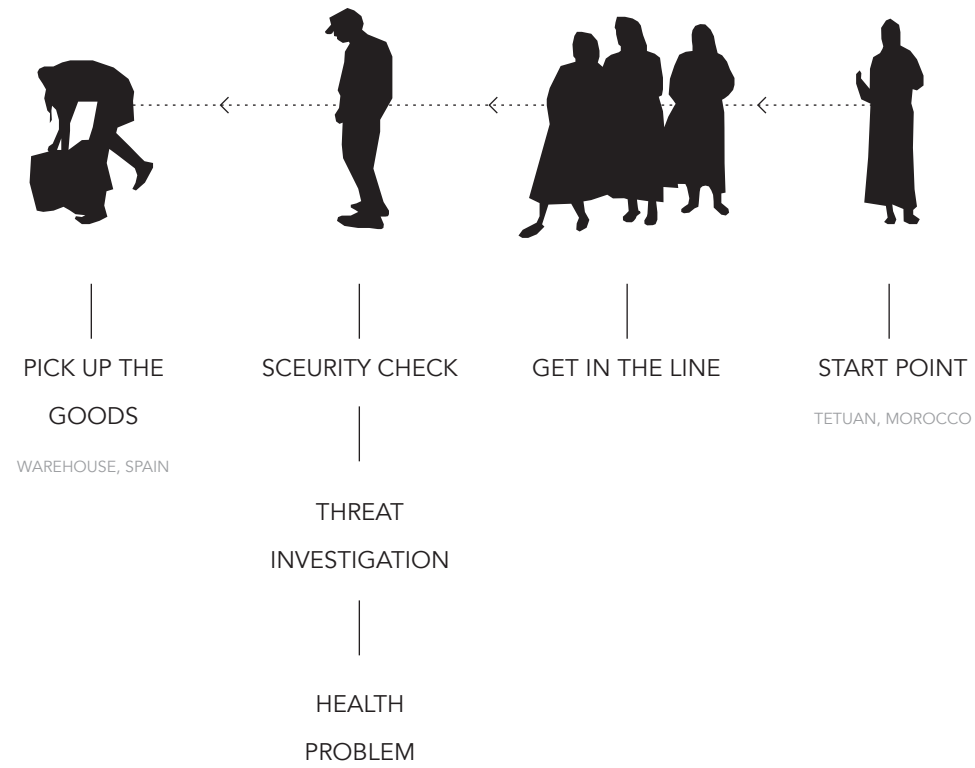 PICK UP THE
GOODS
WAREHOUSE, SPAIN
SCEURITY CHECK
THREAT
INVESTIGATION
HEALTH
PROBLEM
GET IN THE LINE
START POINT
TETUAN, MOROCCO